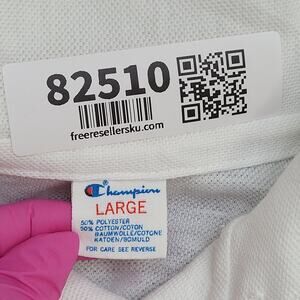 82510
freeresellersku.com
Champion
LARGE
50% POLYESTER
50% COTTON/COTON
BAUMWOLLE/COTONE
KATOEN/BOMULD
FOR CARE SEE REVERSE